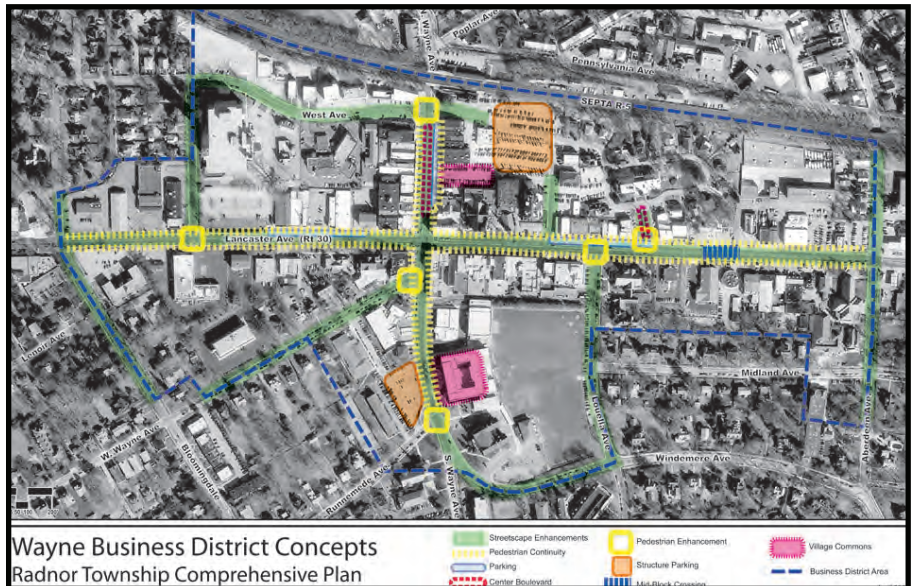 Poplar Ave
N. Wayne Ave
Pennsylvania Ave
SEPTA R-5
West Ave
Lancaster Ave (Rt 30)
Lenoir Ave
Midland Ave
Louella Ave
Aberdeen Ave
W. Wayne Ave
Bloomingdale
Windemere Ave
Runnemede Ave
S. Wayne Ave
Wayne Business District Concepts
Radnor Township Comprehensive Plan
Streetscape Enhancements
Pedestrian Continuity
Parking
Center Boulevard
Pedestrian Enhancement
Structure Parking
Mid-Block Crossing
Village Commons
Business District Area